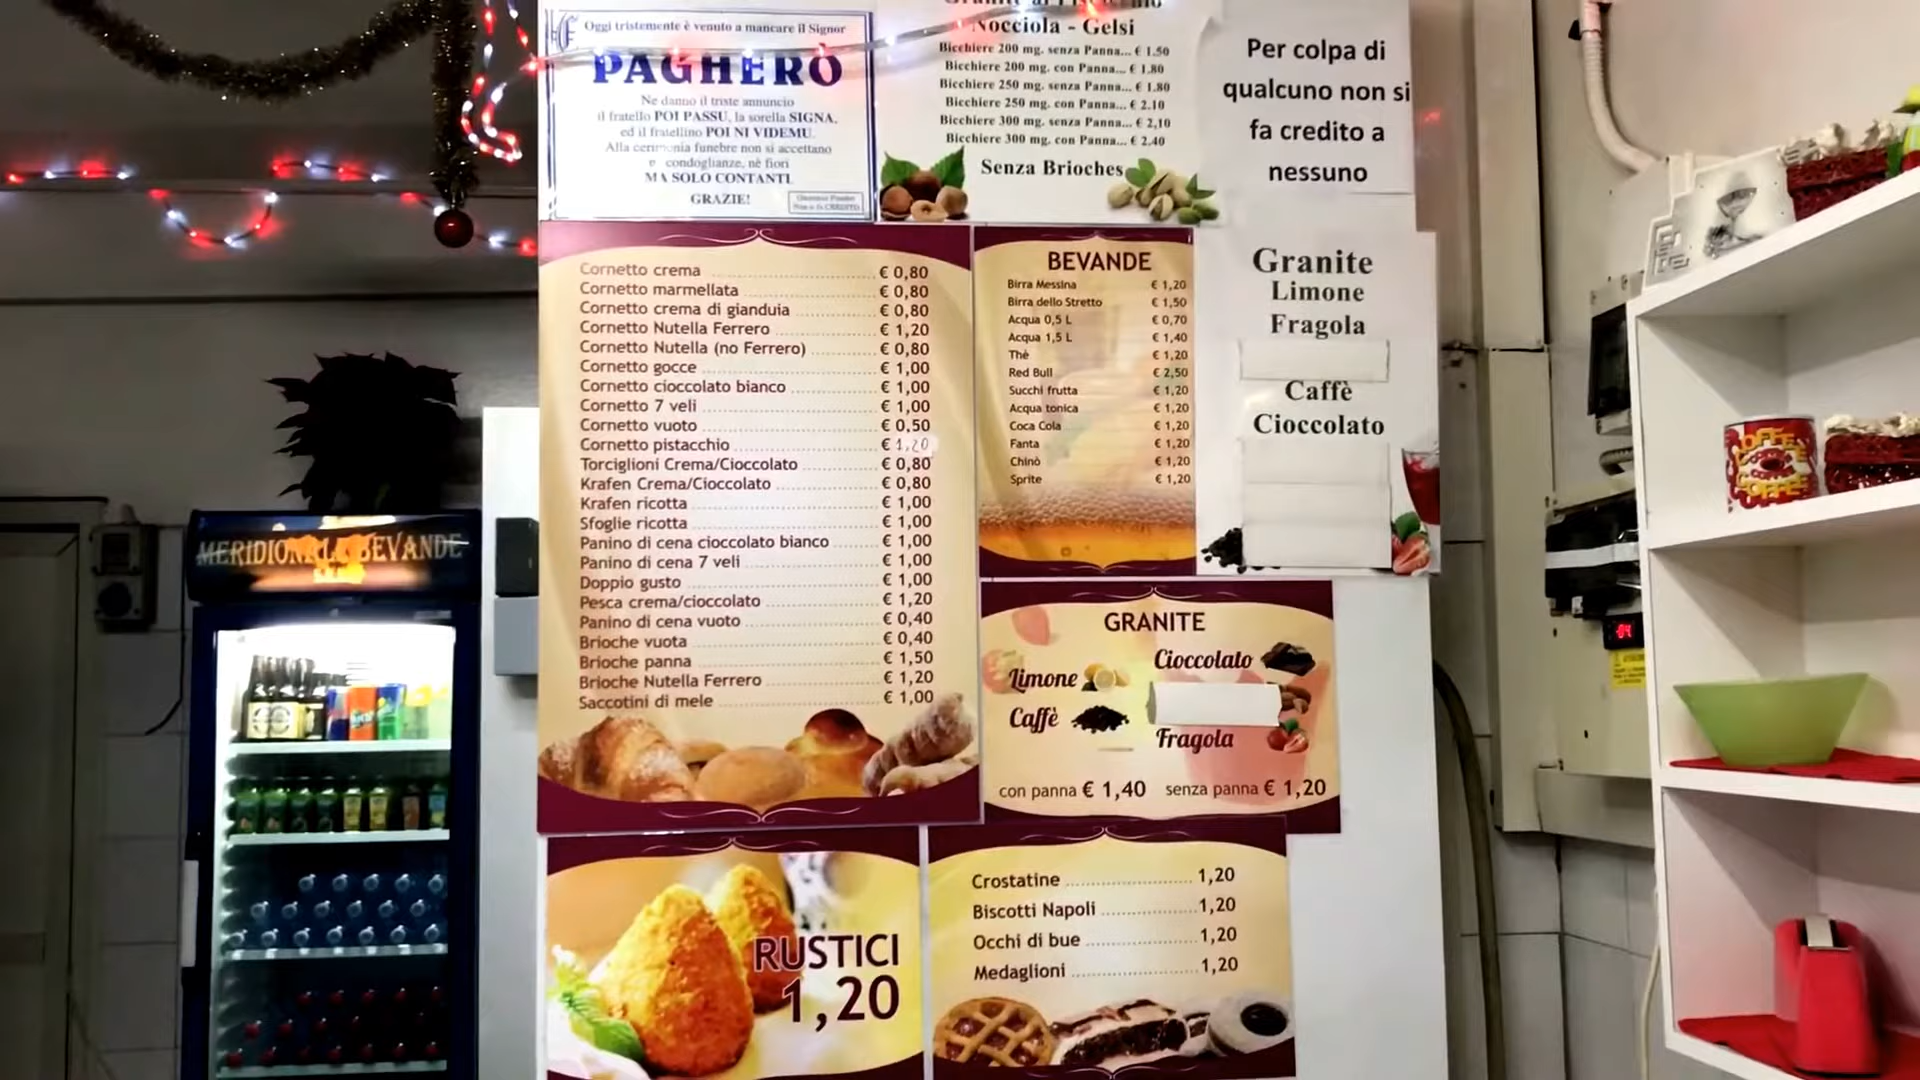 Oggi tristemente è venuto a mancare il Signor
PAGHERÒ
Ne danno il triste annuncio
il fratello POI PASSU, la sorella SIGNA,
ed il fratellino POI NI VIDEMU.
Alla cerimonia funebre non si accettano
condoglianze, nè fiori
MA SOLO CONTANTI.
GRAZIE!
Nocciola - Gelsi
Bicchiere 200 mg. senza Panna... € 1.50
Bicchiere 200 mg. con Panna... € 1.80
Bicchiere 250 mg. senza Panna... € 1.80
Bicchiere 250 mg. con Panna... € 2.10
Bicchiere 300 mg. senza Panna... € 2,10
Bicchiere 300 mg. con Panna... € 2.40
Senza Brioches
Per colpa di
qualcuno non si
fa credito a
nessuno
Cornetto crema € 0,80
Cornetto marmellata € 0,80
Cornetto crema di gianduia € 0,80
Cornetto Nutella Ferrero € 1,20
Cornetto Nutella (no Ferrero) € 0,80
Cornetto gocce € 1,00
Cornetto cioccolato bianco € 1,00
Cornetto 7 veli € 1,00
Cornetto vuoto € 0,50
Cornetto pistacchio € 1,20
Torciglioni Crema/Cioccolato € 0,80
Krafen Crema/Cioccolato € 0,80
Krafen ricotta € 1,00
Sfoglie ricotta € 1,00
Panino di cena cioccolato bianco € 1,00
Panino di cena 7 veli € 1,00
Doppio gusto € 1,00
Pesca crema/cioccolato € 1,20
Panino di cena vuoto € 0,40
Brioche vuota € 0,40
Brioche panna € 1,50
Brioche Nutella Ferrero € 1,20
Saccotini di mele € 1,00
BEVANDE
Birra Messina € 1,20
Birra dello Stretto € 1,50
Acqua 0,5 L € 0,70
Acqua 1,5 L € 1,40
Thè € 1,20
Red Bull € 2,50
Succhi frutta € 1,20
Acqua tonica € 1,20
Coca Cola € 1,20
Fanta € 1,20
Chinò € 1,20
Sprite € 1,20
Granite
Limone
Fragola
Caffè
Cioccolato
GRANITE
Limone
Cioccolato
Caffè
Fragola
con panna € 1,40 senza panna € 1,20
RUSTICI
1,20
Crostatine 1,20
Biscotti Napoli 1,20
Occhi di bue 1,20
Medaglioni 1,20
MERIDIONALE BEVANDE
COFFEE
COFFEE